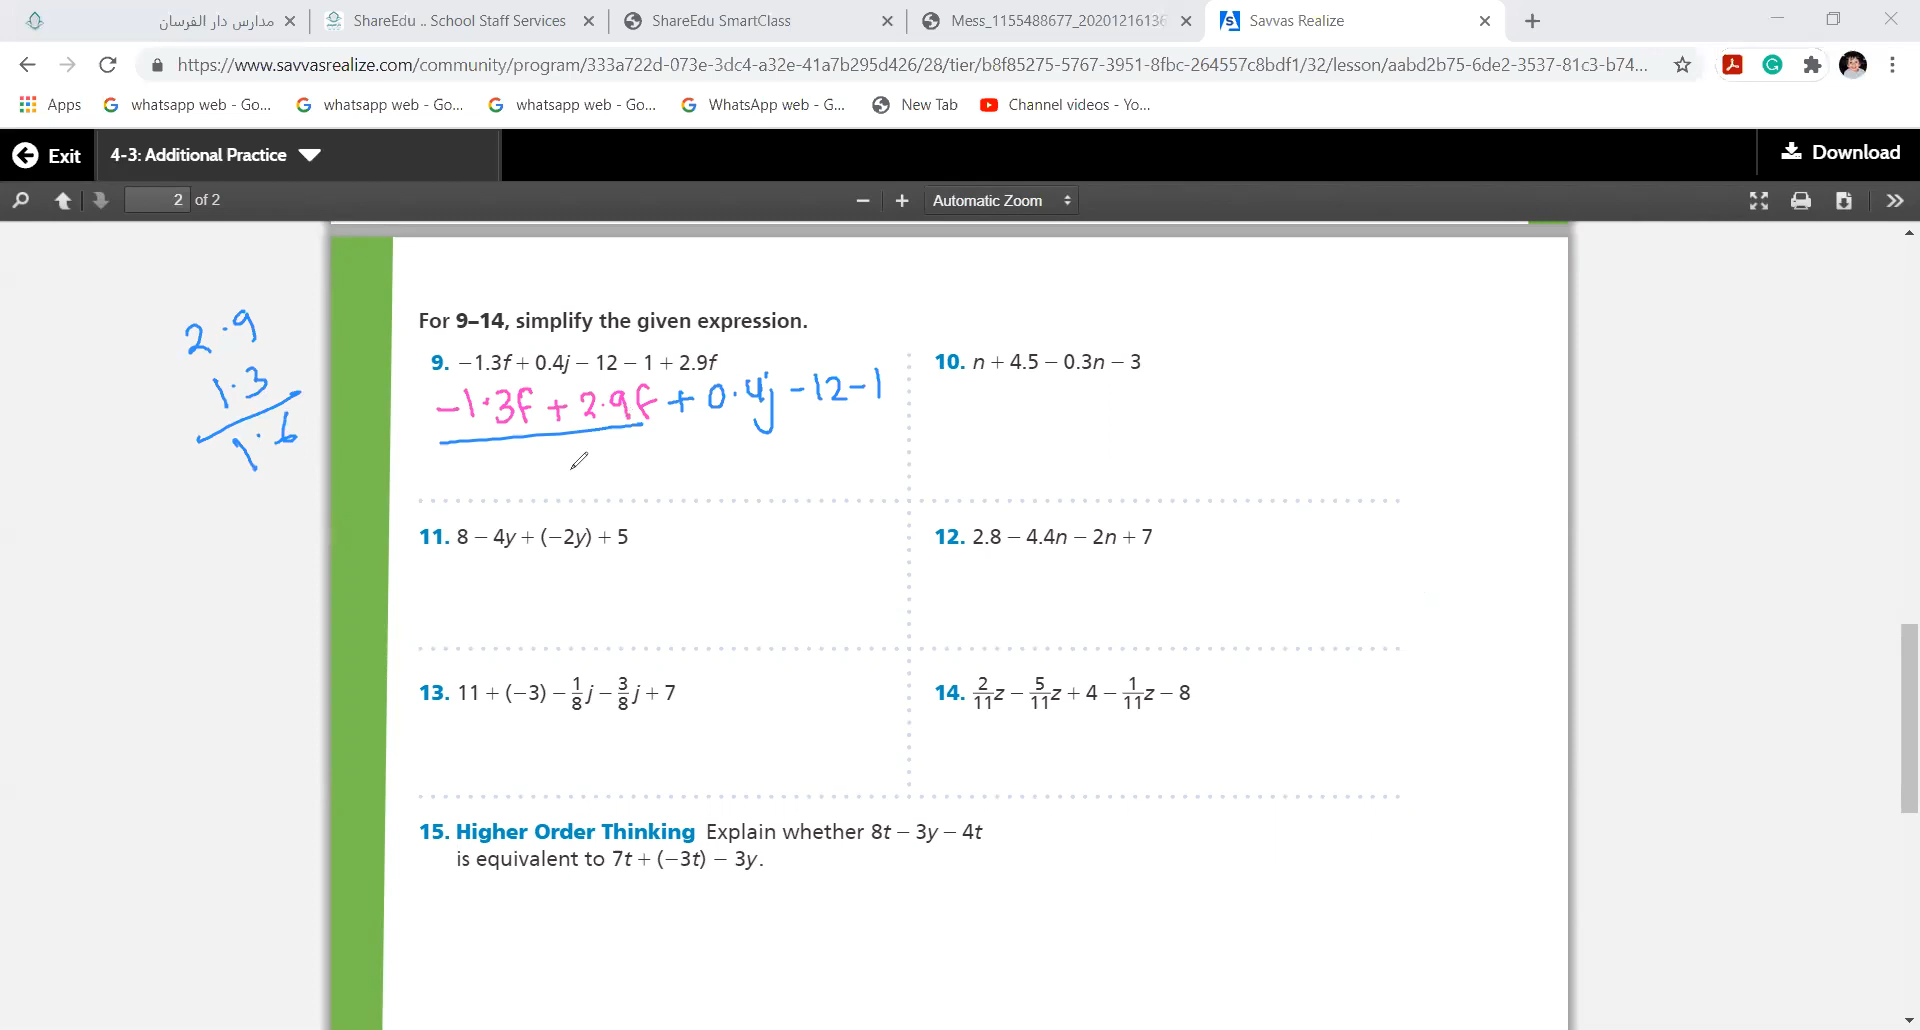 مدارس دار الفرسان
ShareEdu .. School Staff Services
ShareEdu SmartClass
Mess_1155488677_20201216136
Savvas Realize
https://www.savvasrealize.com/community/program/333a722d-073e-3dc4-a32e-41a7b295d426/28/tier/b8f85275-5767-3951-8fbc-264557c8bdf1/32/lesson/aabd2b75-6de2-3537-81c3-b74...
Apps
whatsapp web - Go...
whatsapp web - Go...
whatsapp web - Go...
WhatsApp web - G...
New Tab
Channel videos - Yo...
Exit
4-3: Additional Practice
Download
2 of 2
Automatic Zoom
For 9–14, simplify the given expression.
9. −1.3f + 0.4j − 12 − 1 + 2.9f
-1.3f + 2.9f + 0.4j -12-1
2.9
1.3
1.6
10. n + 4.5 − 0.3n − 3
11. 8 − 4y + (−2y) + 5
12. 2.8 − 4.4n − 2n + 7
13. 11 + (−3) − 1/8 j − 3/8 j + 7
14. 2/11 z − 5/11 z + 4 − 1/11 z − 8
15. Higher Order Thinking Explain whether 8t − 3y − 4t
is equivalent to 7t + (−3t) − 3y.